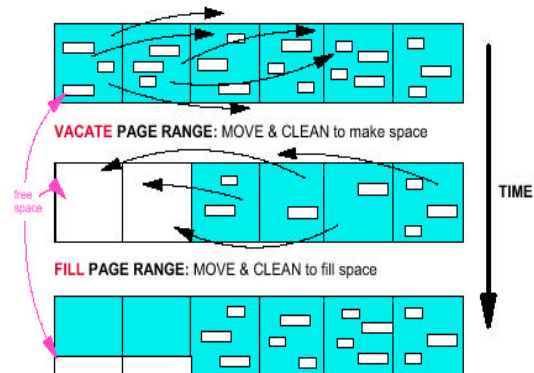 VACATE PAGE RANGE: MOVE & CLEAN to make space
free
space
TIME
FILL PAGE RANGE: MOVE & CLEAN to fill space